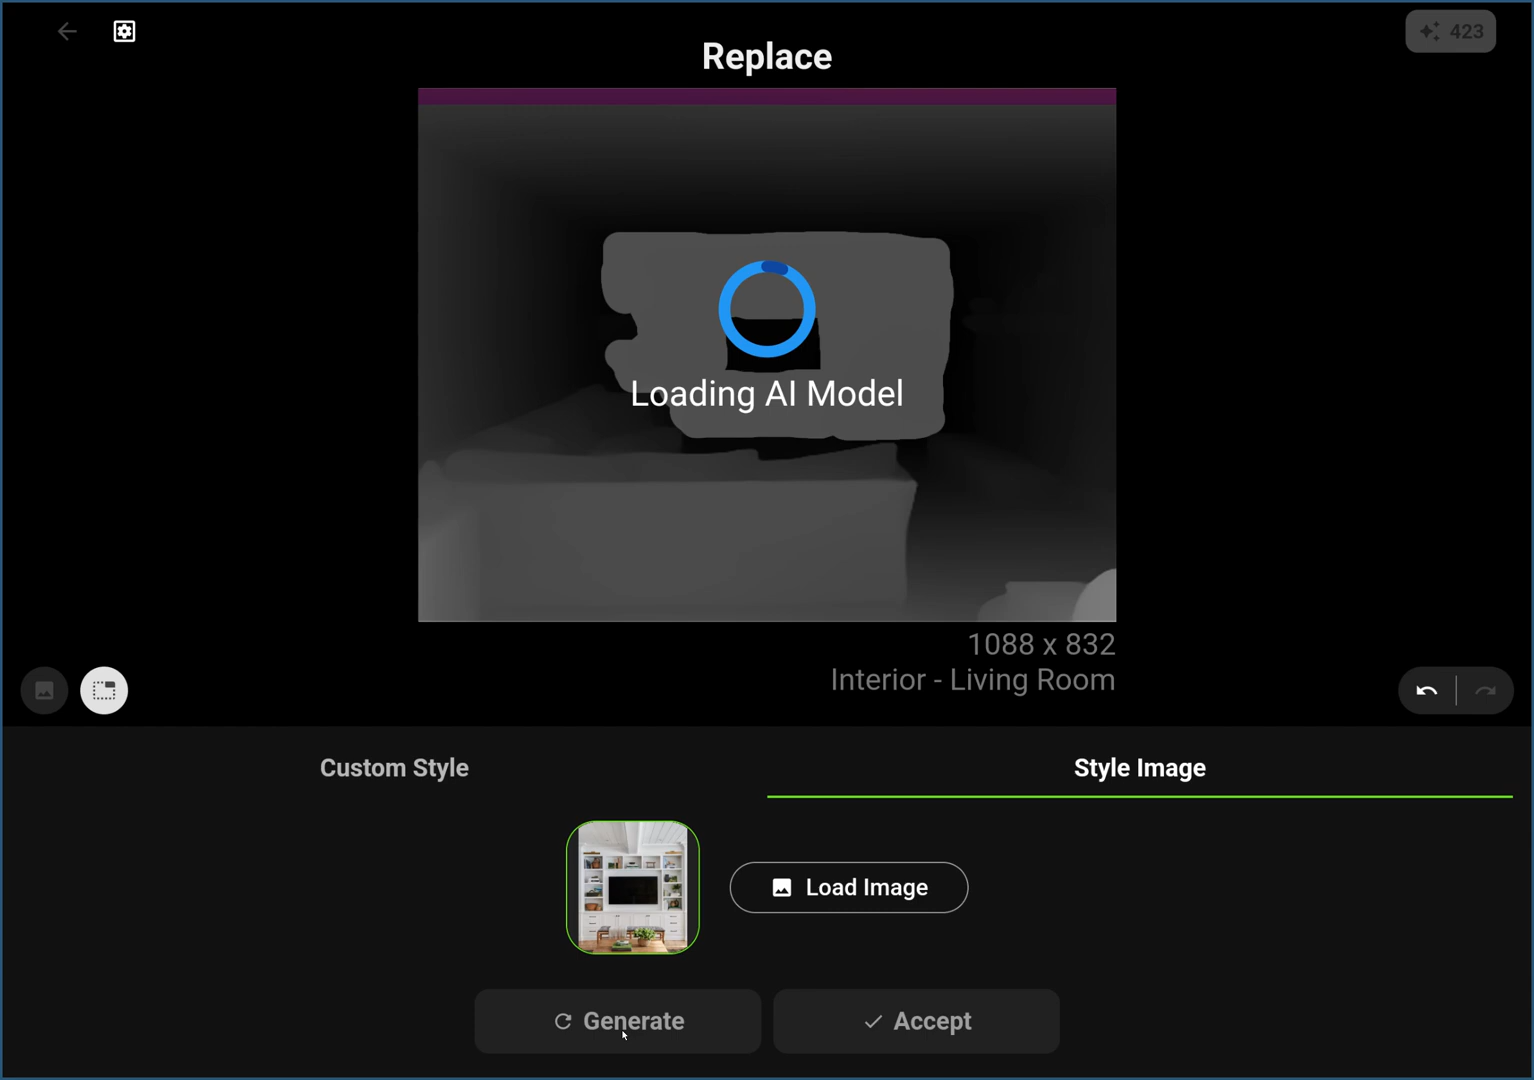 423
Replace
Loading AI Model
1088 x 832
Interior - Living Room
Custom Style
Style Image
Load Image
Generate
Accept